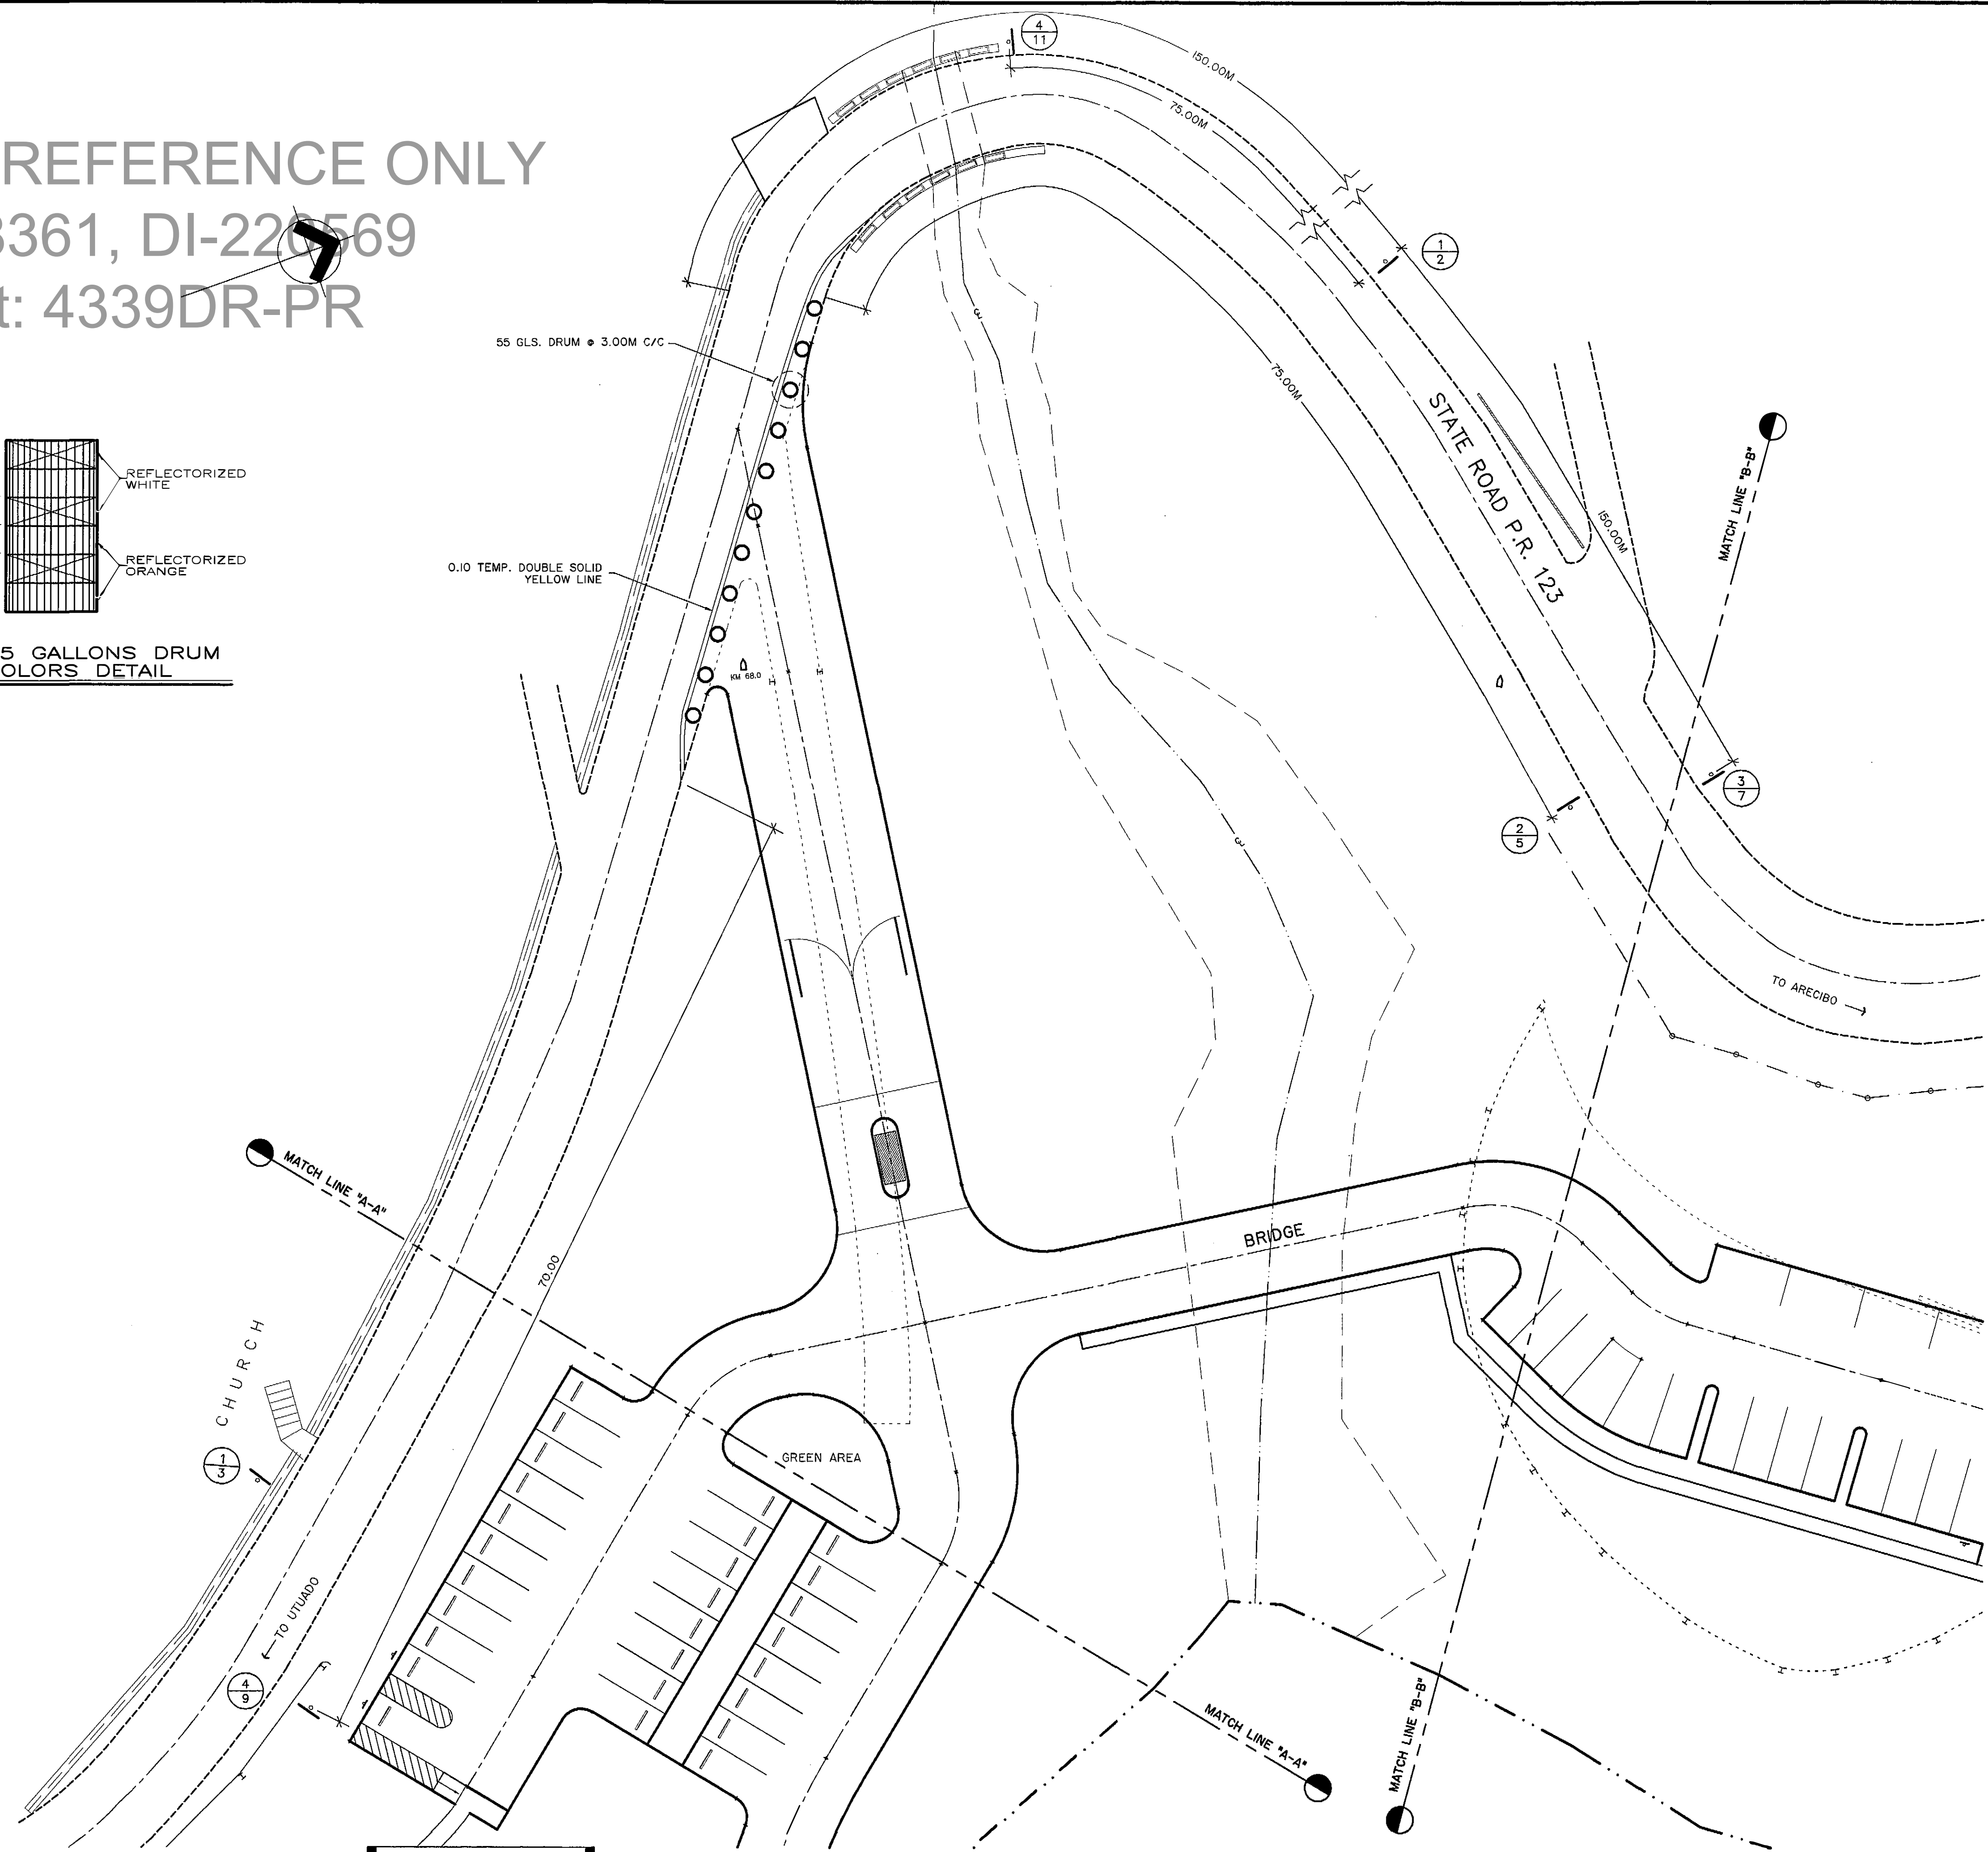 4
11
150.00M
75.00M
REFERENCE ONLY
3361, DI-220569
t: 4339DR-PR
1
2
55 GLS. DRUM @ 3.00M C/C
75.00M
STATE ROAD P.R. 123
150.00M
MATCH LINE "B-B"
REFLECTORIZED
WHITE
REFLECTORIZED
ORANGE
0.10 TEMP. DOUBLE SOLID
YELLOW LINE
5 GALLONS DRUM
OLORS DETAIL
KM 68.0
3
7
2
5
TO ARECIBO
MATCH LINE "A-A"
BRIDGE
70.00
CHURCH
GREEN AREA
1
3
TO UTUADO
4
9
MATCH LINE "A-A"
MATCH LINE "B-B"